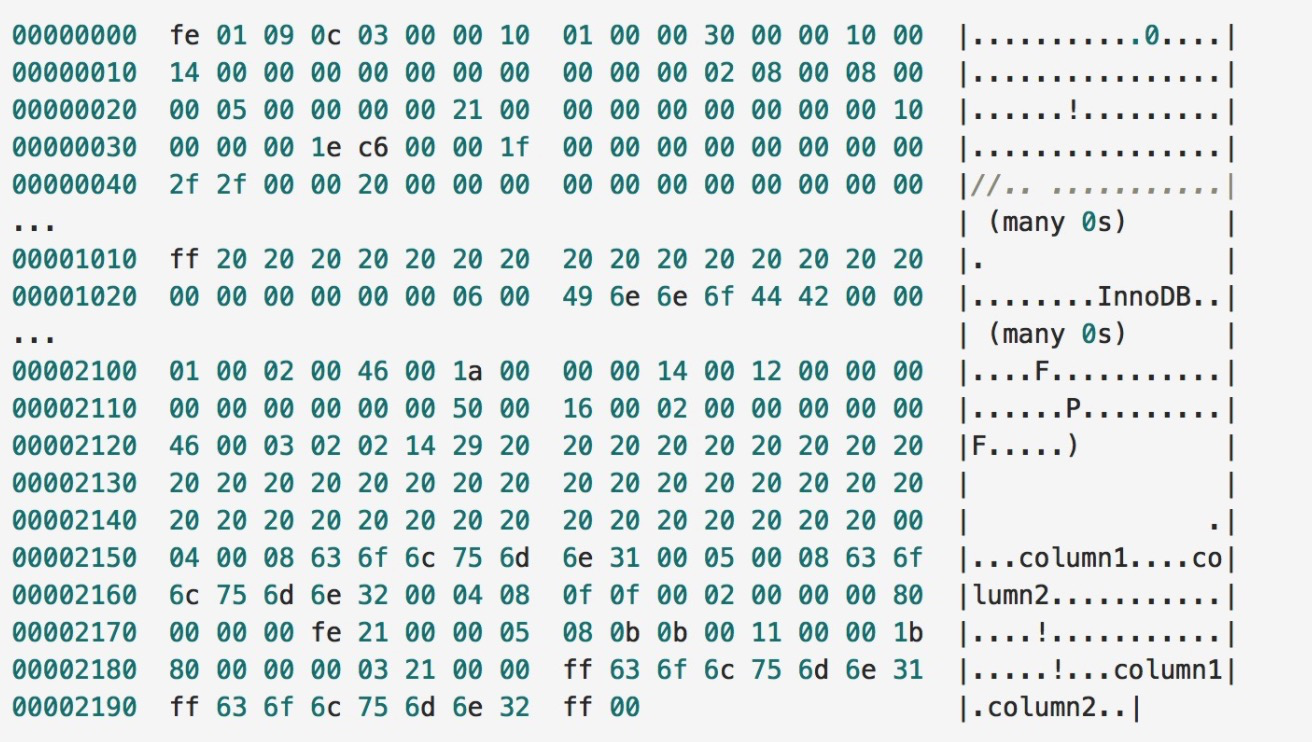 00000000  fe 01 09 0c 03 00 00 10  01 00 00 30 00 00 10 00  |...........0....|
00000010  14 00 00 00 00 00 00 00  00 00 00 02 08 00 08 00  |................|
00000020  00 05 00 00 00 00 21 00  00 00 00 00 00 00 00 10  |......!.........|
00000030  00 00 00 1e c6 00 00 1f  00 00 00 00 00 00 00 00  |................|
00000040  2f 2f 00 00 20 00 00 00  00 00 00 00 00 00 00 00  |//.. ...........|
...                                                         | (many 0s)      |
00001010  ff 20 20 20 20 20 20 20  20 20 20 20 20 20 20 20  |.               |
00001020  00 00 00 00 00 00 06 00  49 6e 6e 6f 44 42 00 00  |........InnoDB..|
...                                                         | (many 0s)      |
00002100  01 00 02 00 46 00 1a 00  00 00 14 00 12 00 00 00  |....F...........|
00002110  00 00 00 00 00 00 50 00  16 00 02 00 00 00 00 00  |......P.........|
00002120  46 00 03 02 02 14 29 20  20 20 20 20 20 20 20 20  |F.....)         |
00002130  20 20 20 20 20 20 20 20  20 20 20 20 20 20 20 20  |                |
00002140  20 20 20 20 20 20 20 20  20 20 20 20 20 20 20 00  |               .|
00002150  04 00 08 63 6f 6c 75 6d  6e 31 00 05 00 08 63 6f  |...column1....co|
00002160  6c 75 6d 6e 32 00 04 08  0f 0f 00 02 00 00 00 80  |lumn2...........|
00002170  00 00 00 fe 21 00 00 05  08 0b 0b 00 11 00 00 1b  |....!...........|
00002180  80 00 00 00 03 21 00 00  ff 63 6f 6c 75 6d 6e 31  |.....!...column1|
00002190  ff 63 6f 6c 75 6d 6e 32  ff 00                    |.column2..|